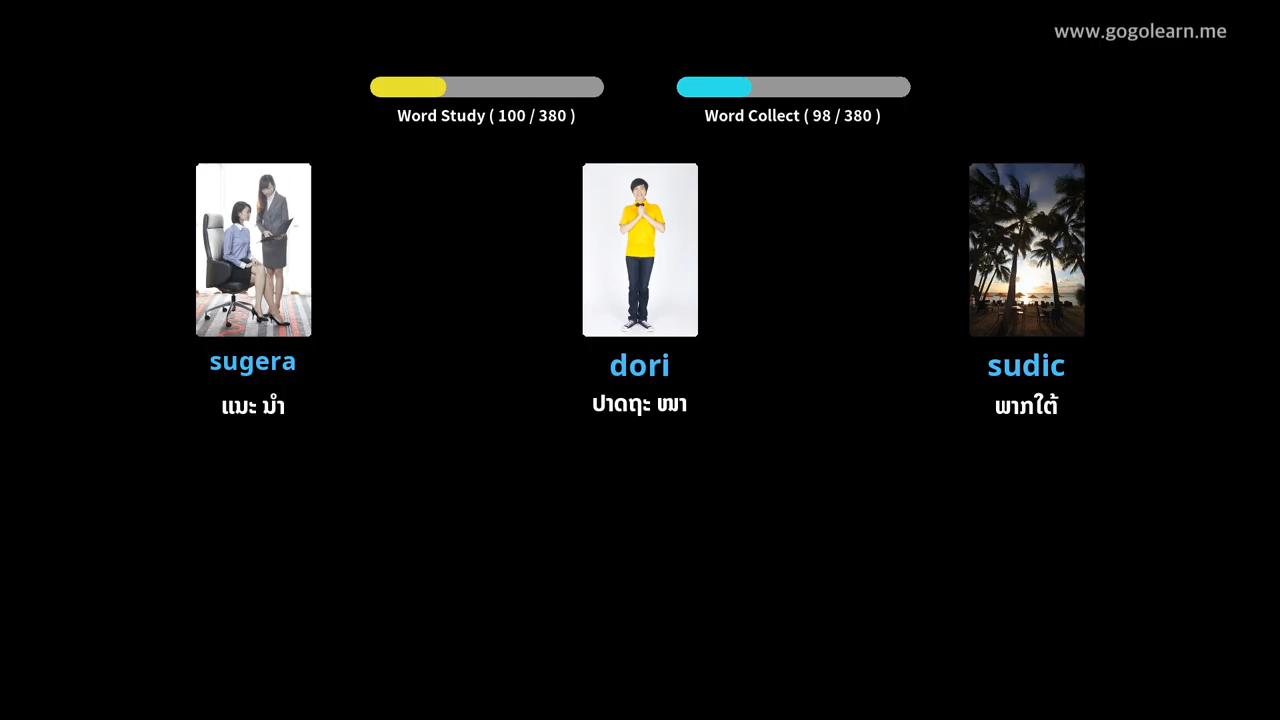 www.gogolearn.me
Word Study ( 100 / 380 )
Word Collect ( 98 / 380 )
sugera
ແນະ ນຳ
dori
ປາດຖະ ໜາ
sudic
ພາກໃຕ້